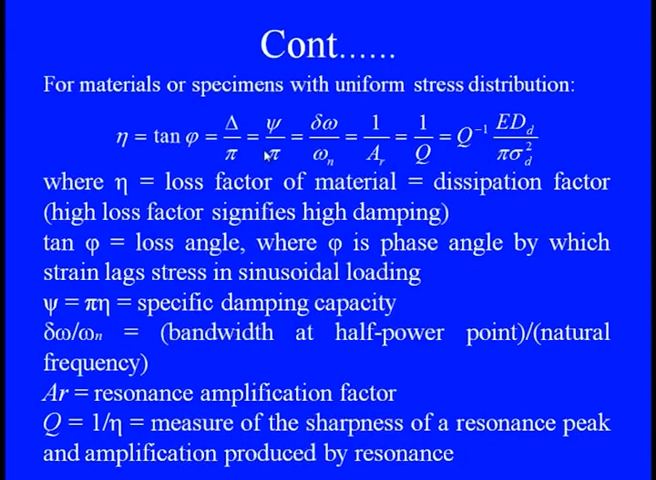 Cont......
For materials or specimens with uniform stress distribution:
η = tan φ = Δ/π = ψ/π = δω/ωn = 1/Ar = 1/Q = Q⁻¹ EDd/πσd²
where η = loss factor of material = dissipation factor
(high loss factor signifies high damping)
tan φ = loss angle, where φ is phase angle by which
strain lags stress in sinusoidal loading
ψ = πη = specific damping capacity
δω/ωn = (bandwidth at half-power point)/(natural
frequency)
Ar = resonance amplification factor
Q = 1/η = measure of the sharpness of a resonance peak
and amplification produced by resonance